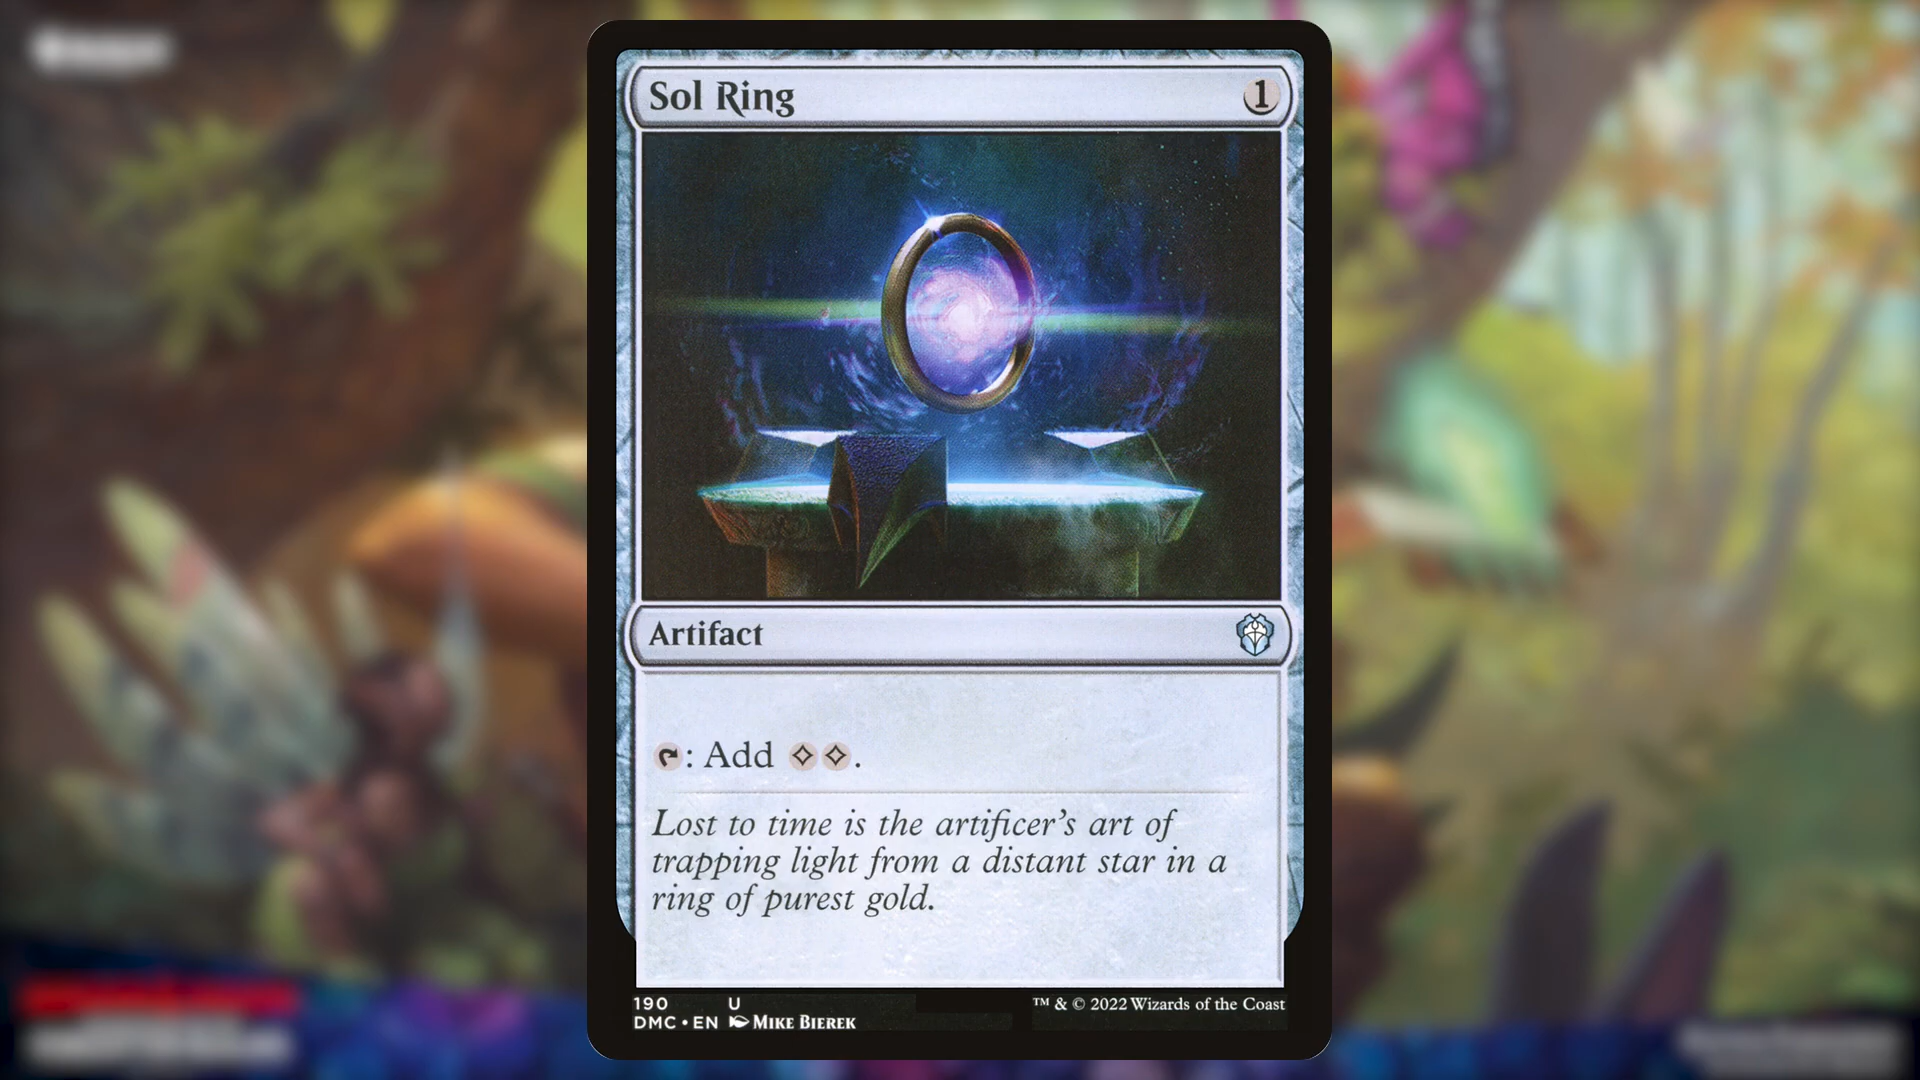 Sol Ring 1
Artifact
: Add .
Lost to time is the artificer's art of
trapping light from a distant star in a
ring of purest gold.
190 U ™ & © 2022 Wizards of the Coast
DMC • EN MIKE BIEREK